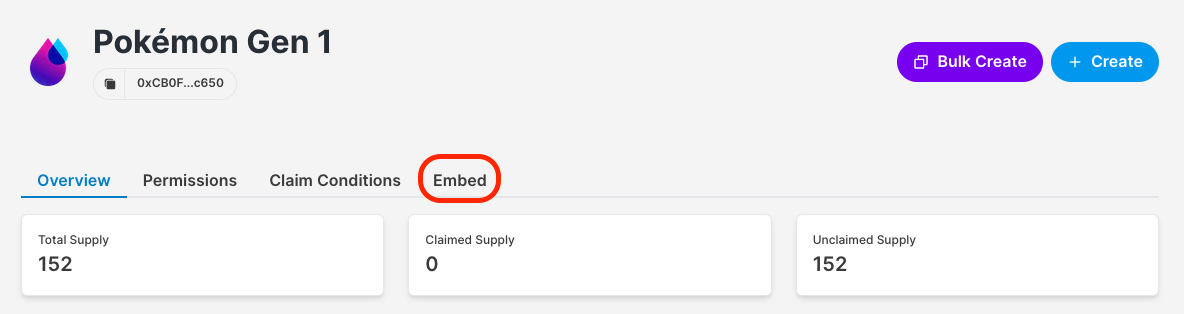 Pokémon Gen 1
0xCB0F...c650
Bulk Create
+ Create
Overview
Permissions
Claim Conditions
Embed
Total Supply
152
Claimed Supply
0
Unclaimed Supply
152